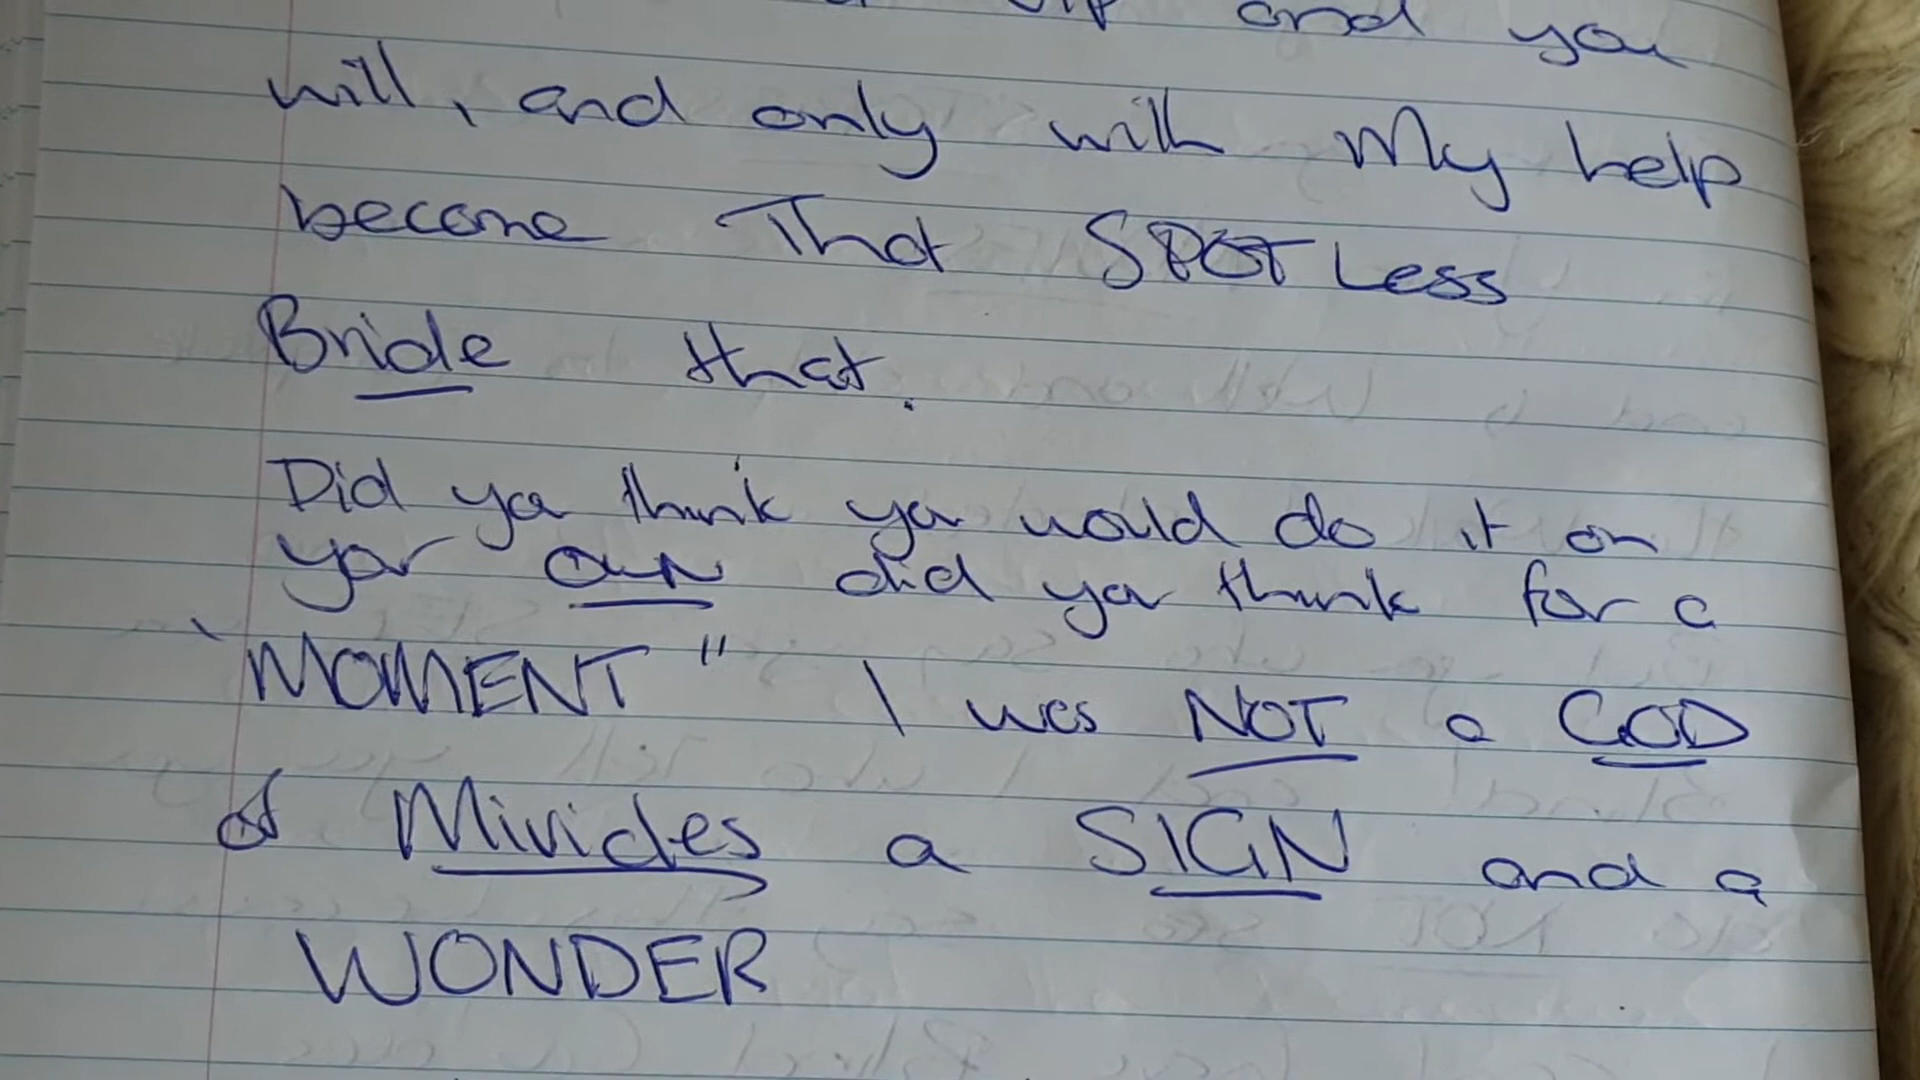 and you
will, and only with My help
become That SPOTLess
Bride that.
Did you think you would do it on
your own did you think for a
"MOMENT" I was NOT a GOD
of Miricles a SIGN and a
WONDER